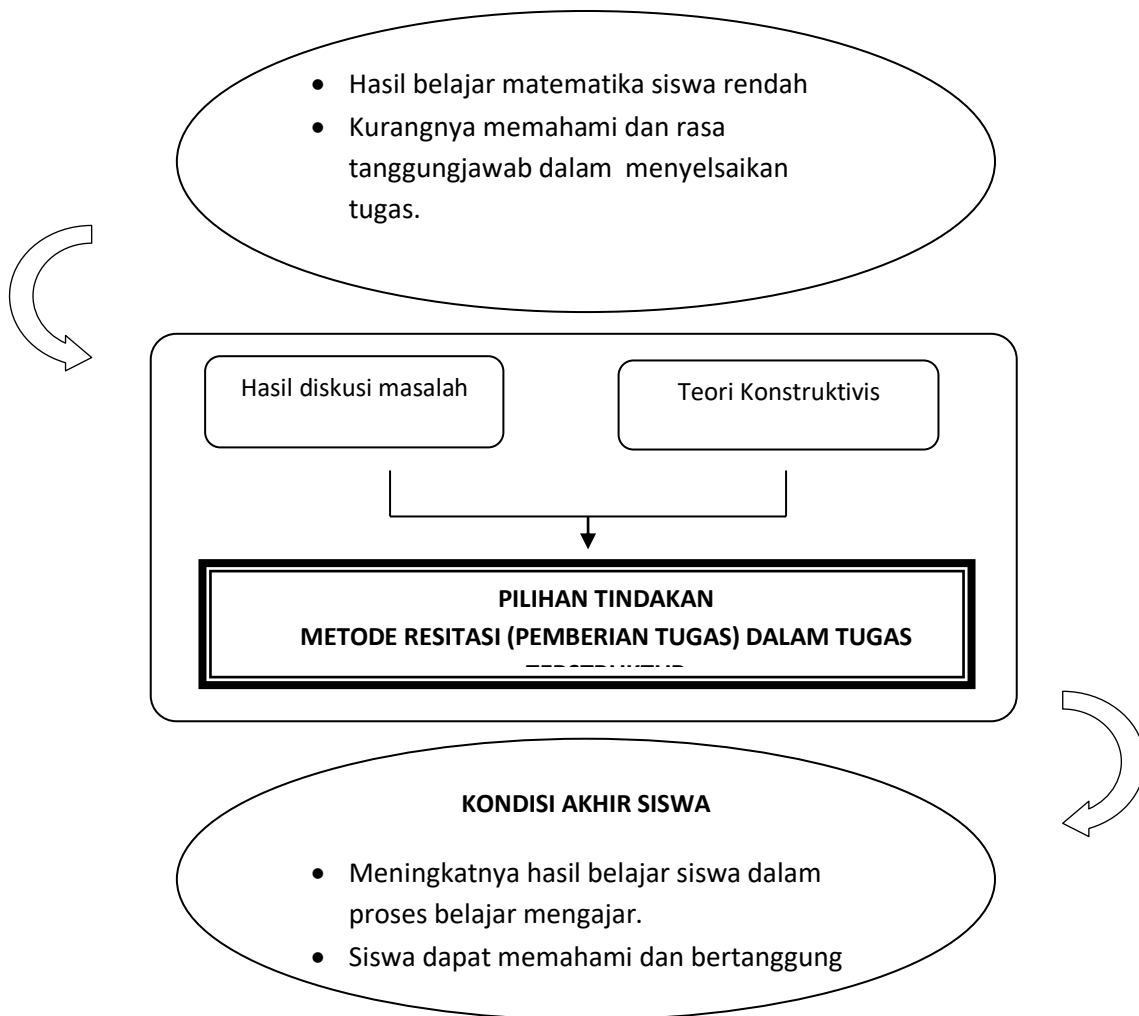 • Hasil belajar matematika siswa rendah
• Kurangnya memahami dan rasa
tanggungjawab dalam menyelsaikan
tugas.
Hasil diskusi masalah
Teori Konstruktivis
PILIHAN TINDAKAN
METODE RESITASI (PEMBERIAN TUGAS) DALAM TUGAS
KONDISI AKHIR SISWA
• Meningkatnya hasil belajar siswa dalam
proses belajar mengajar.
• Siswa dapat memahami dan bertanggung